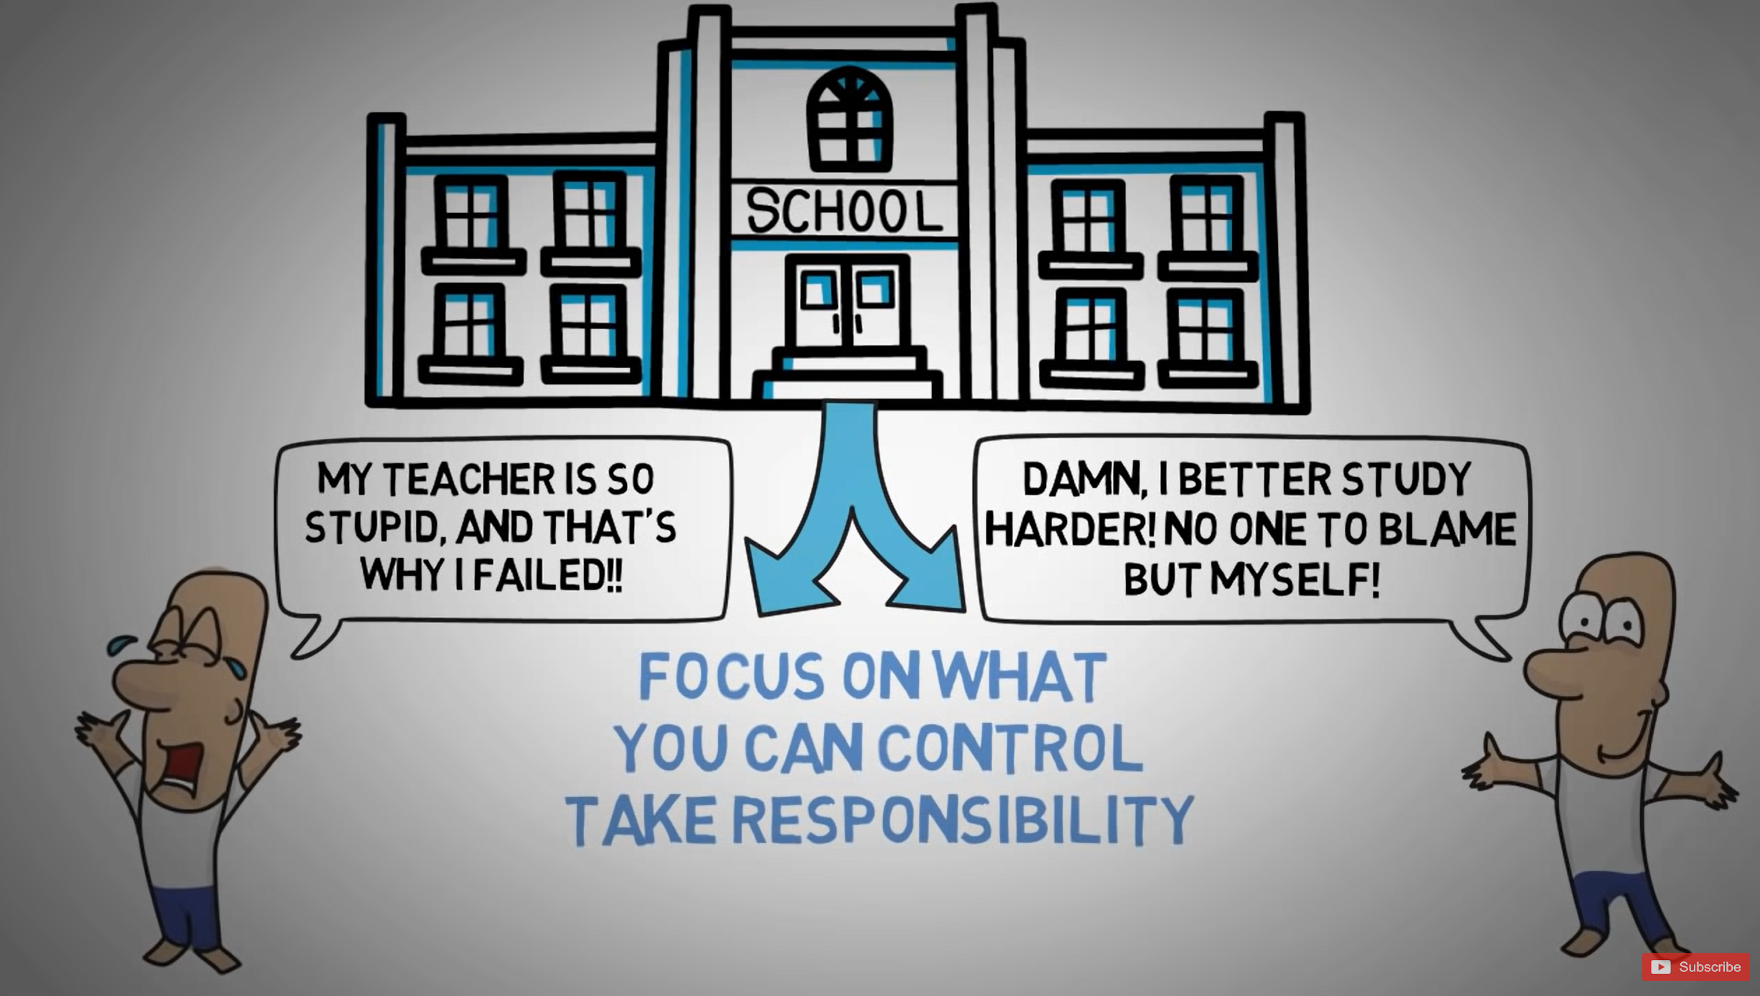 SCHOOL
MY TEACHER IS SO
STUPID, AND THAT'S
WHY I FAILED!!
DAMN, I BETTER STUDY
HARDER! NO ONE TO BLAME
BUT MYSELF!
FOCUS ON WHAT
YOU CAN CONTROL
TAKE RESPONSIBILITY
Subscribe